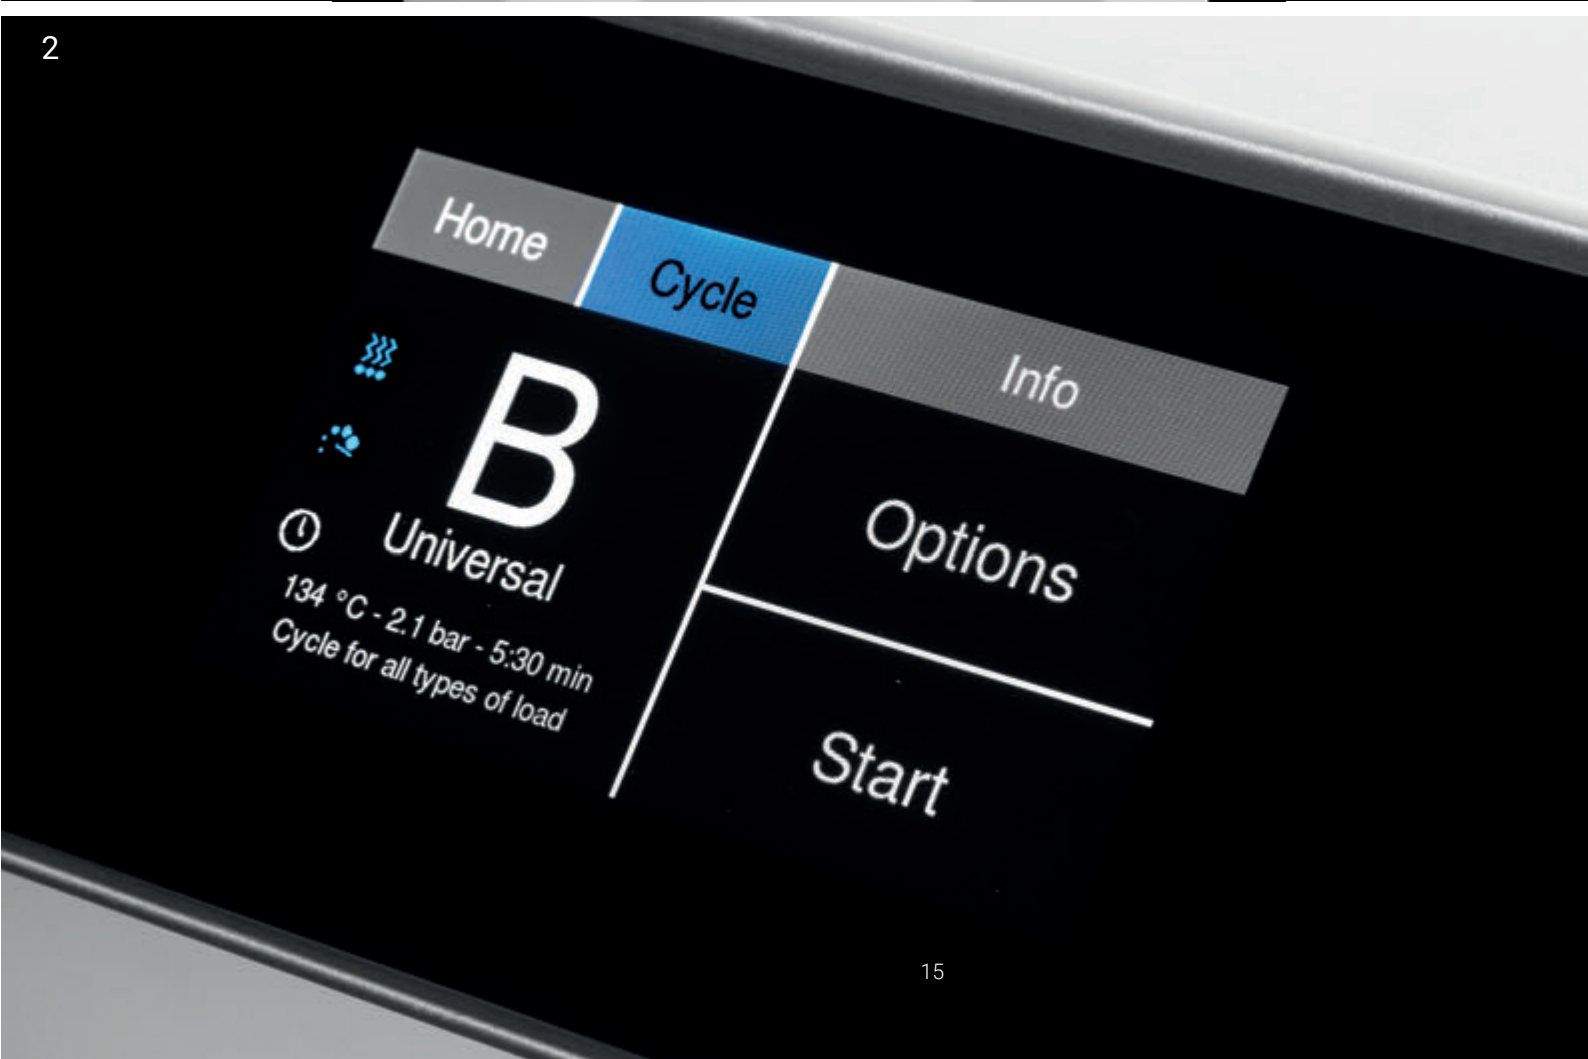 2
Home
Cycle
Info
B
Universal
134 °C - 2.1 bar - 5:30 min
Cycle for all types of load
Options
Start
15